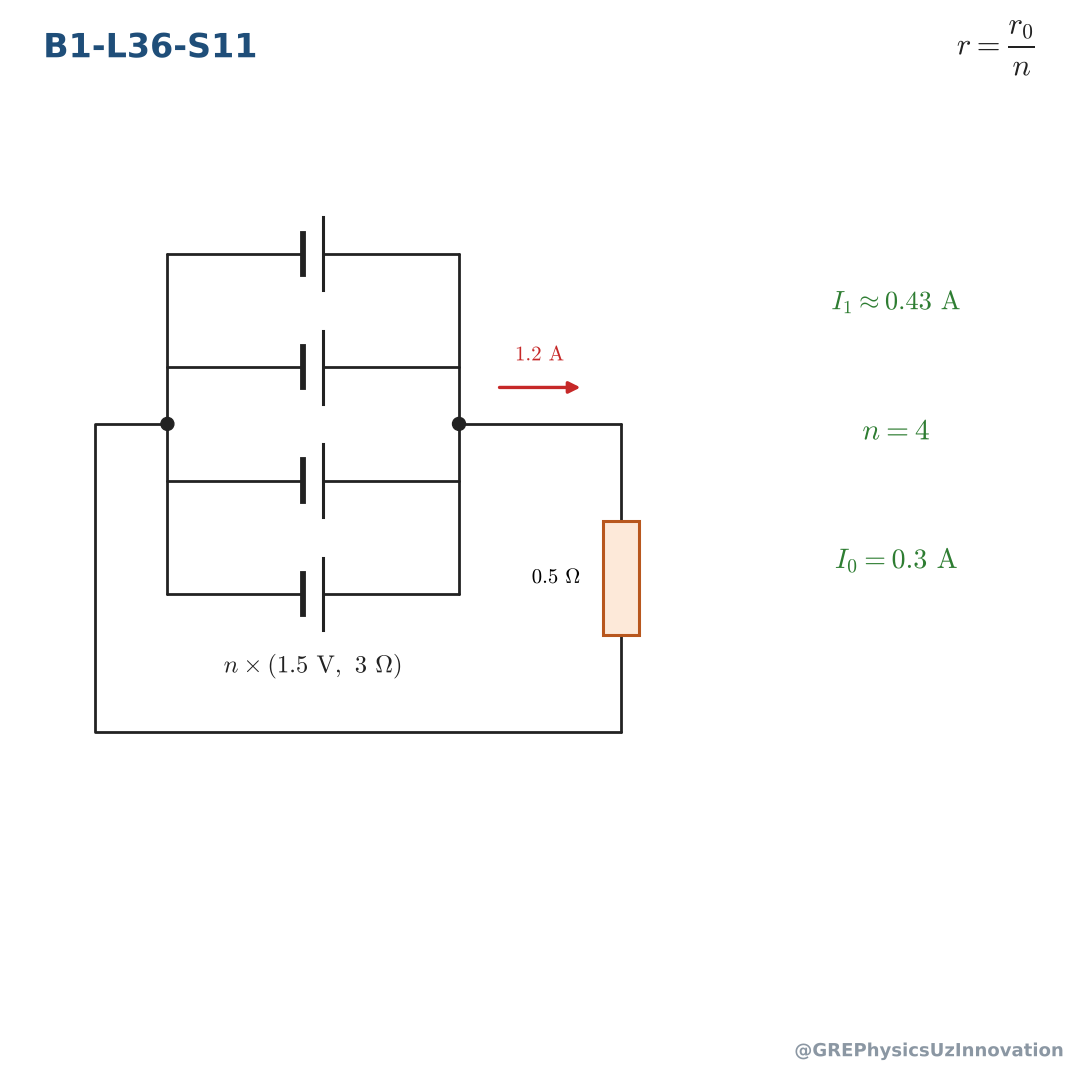 B1-L36-S11
r = r₀/n
I₁ ≈ 0.43 A
1.2 A
n = 4
I₀ = 0.3 A
0.5 Ω
n × (1.5 V, 3 Ω)
@GREPhysicsUzInnovation